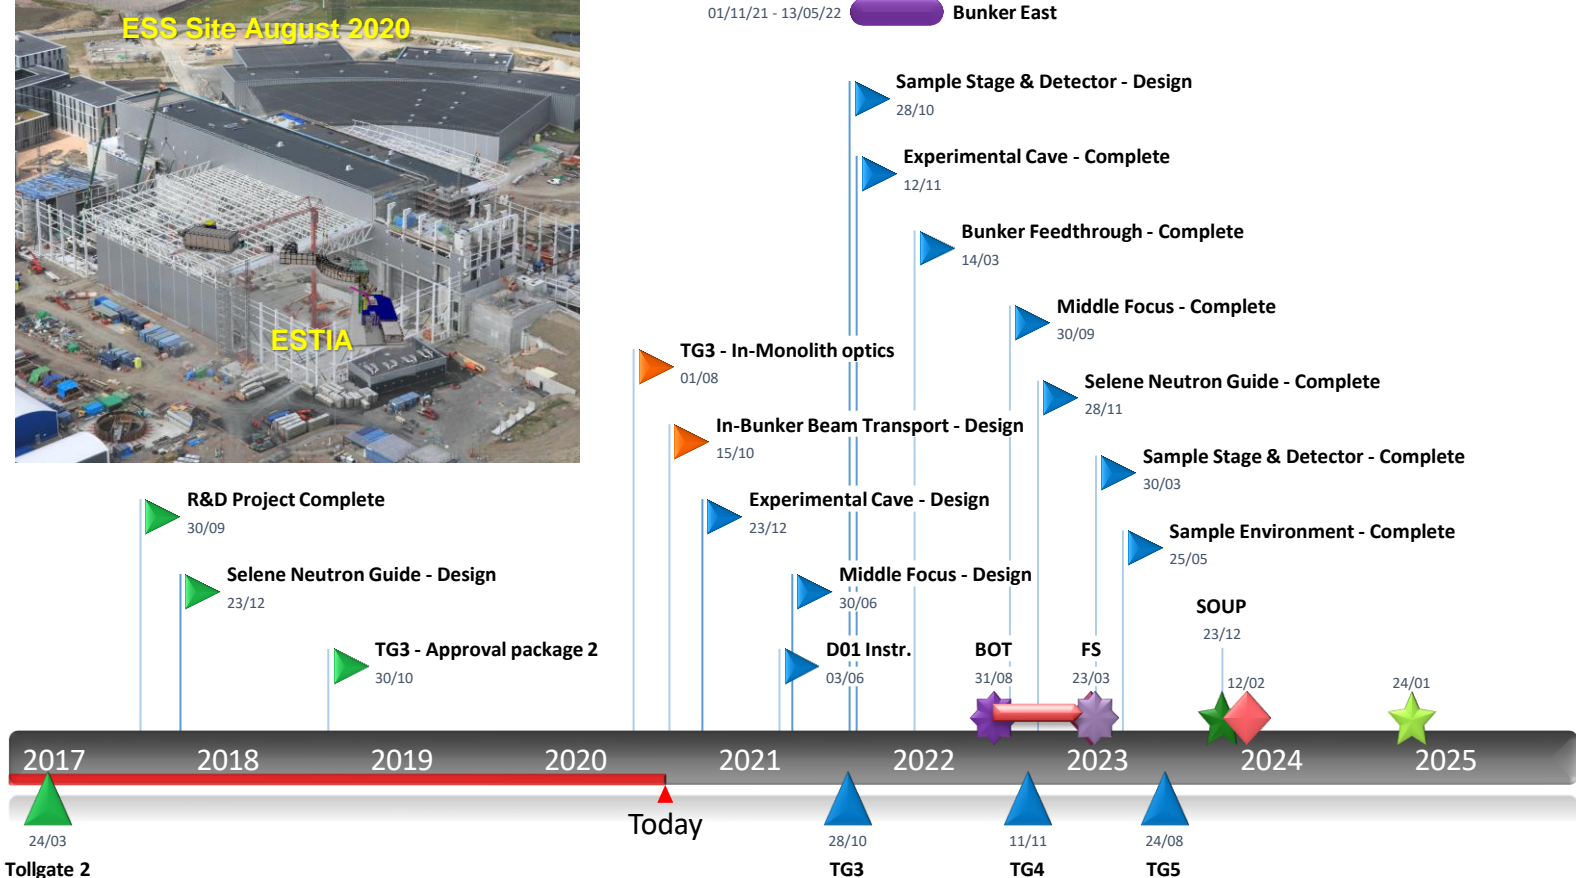 ESS Site August 2020
ESTIA
01/11/21 - 13/05/22
Bunker East
Sample Stage & Detector - Design
28/10
Experimental Cave - Complete
12/11
Bunker Feedthrough - Complete
14/03
Middle Focus - Complete
30/09
TG3 - In-Monolith optics
01/08
Selene Neutron Guide - Complete
28/11
In-Bunker Beam Transport - Design
15/10
Sample Stage & Detector - Complete
30/03
R&D Project Complete
30/09
Experimental Cave - Design
23/12
Sample Environment - Complete
25/05
Selene Neutron Guide - Design
23/12
Middle Focus - Design
30/06
SOUP
23/12
TG3 - Approval package 2
30/10
D01 Instr.
03/06
BOT
31/08
FS
23/03
12/02
24/01
2017
2018
2019
2020
2021
2022
2023
2024
2025
Today
24/03
Tollgate 2
28/10
TG3
11/11
TG4
24/08
TG5